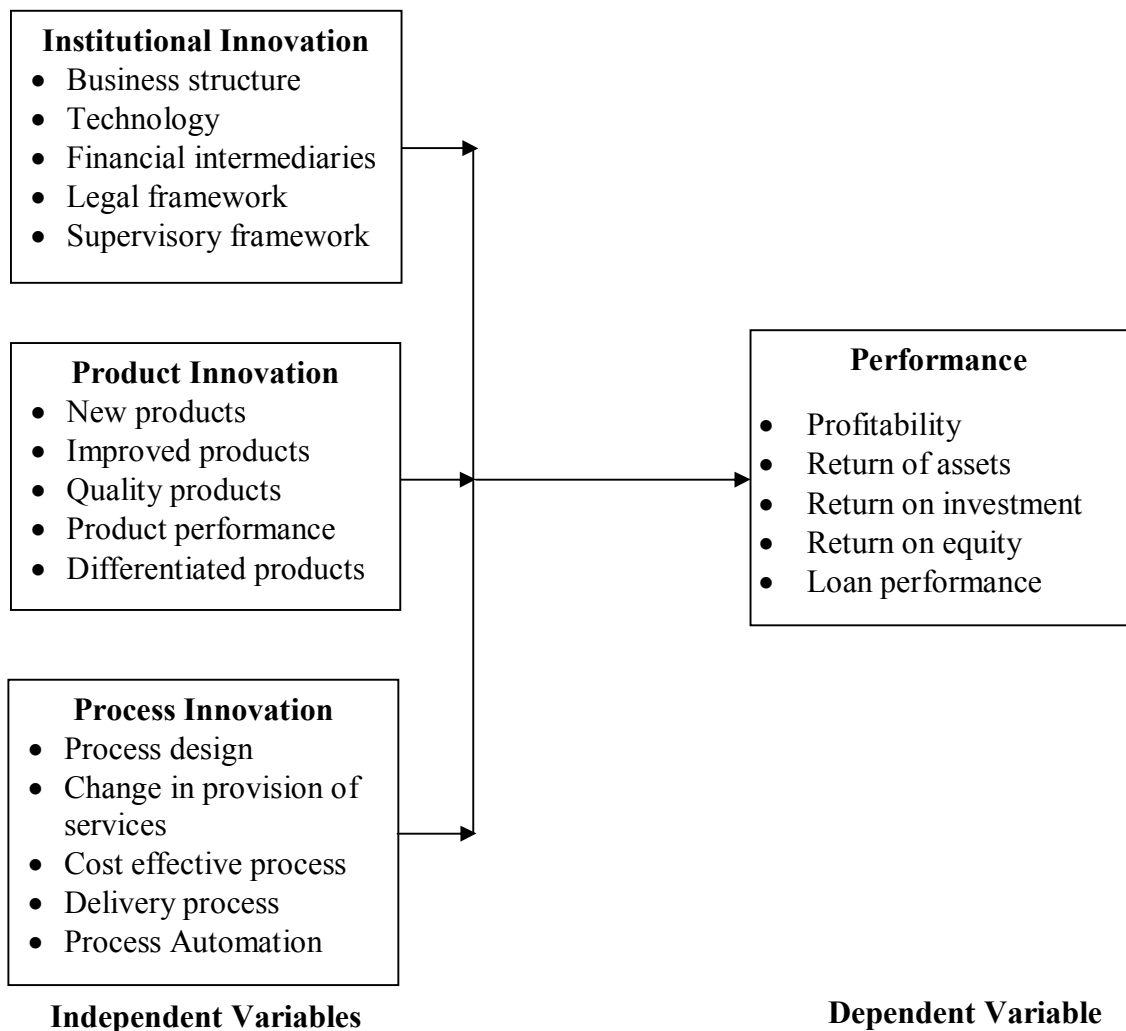 Institutional Innovation
• Business structure
• Technology
• Financial intermediaries
• Legal framework
• Supervisory framework
Product Innovation
• New products
• Improved products
• Quality products
• Product performance
• Differentiated products
Process Innovation
• Process design
• Change in provision of
services
• Cost effective process
• Delivery process
• Process Automation
Independent Variables
Performance
• Profitability
• Return of assets
• Return on investment
• Return on equity
• Loan performance
Dependent Variable